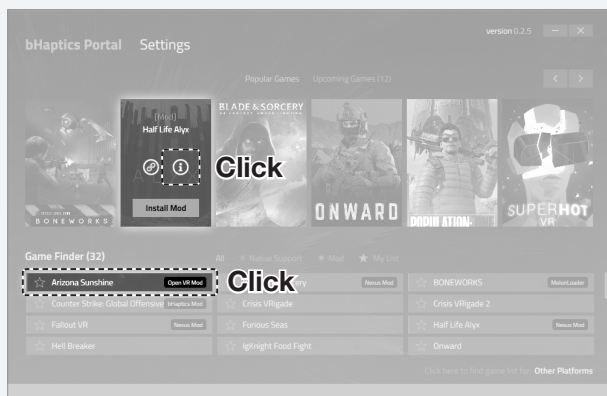 version 0.2.5
bHaptics Portal Settings
Popular Games Upcoming Games (12)
[Mod]
Half Life Alyx
Install Mod
BONEWORKS
BLADE & SORCERY
ONWARD
POPULATION:
SUPERHOT
VR
Click
Game Finder (32)
All Native Support Mod My List
Arizona Sunshine Open VR Mod
Click
Nexus Mod
BONEWORKS MelonLoader
Counter Strike: Global Offensive bHaptics Mod
Crisis VRigade
Crisis VRigade 2
Fallout VR Nexus Mod
Furious Seas
Half Life Alyx Nexus Mod
Hell Breaker
IgKnight Food Fight
Onward
Click here to find game list for Other Platforms